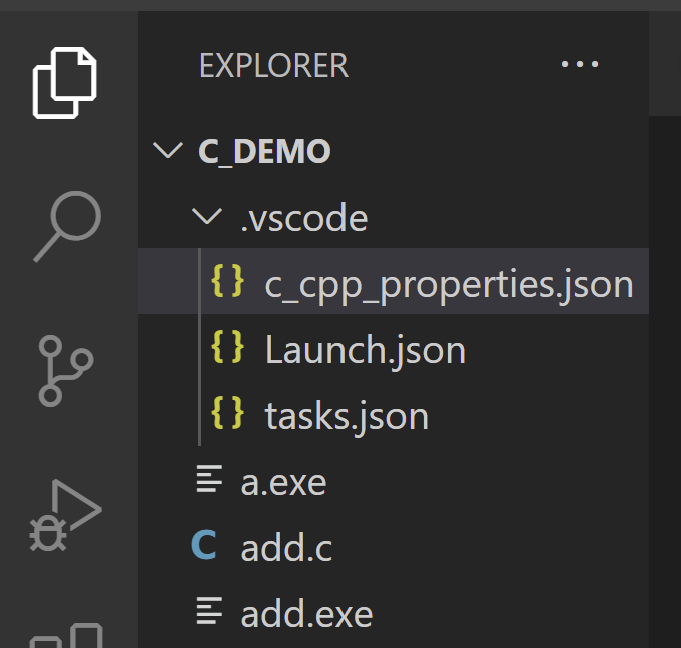 EXPLORER
C_DEMO
.vscode
{} c_cpp_properties.json
{} Launch.json
{} tasks.json
a.exe
C add.c
add.exe